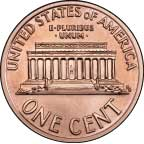 UNITED STATES OF AMERICA
E·PLURIBUS
·UNUM·
ONE CENT